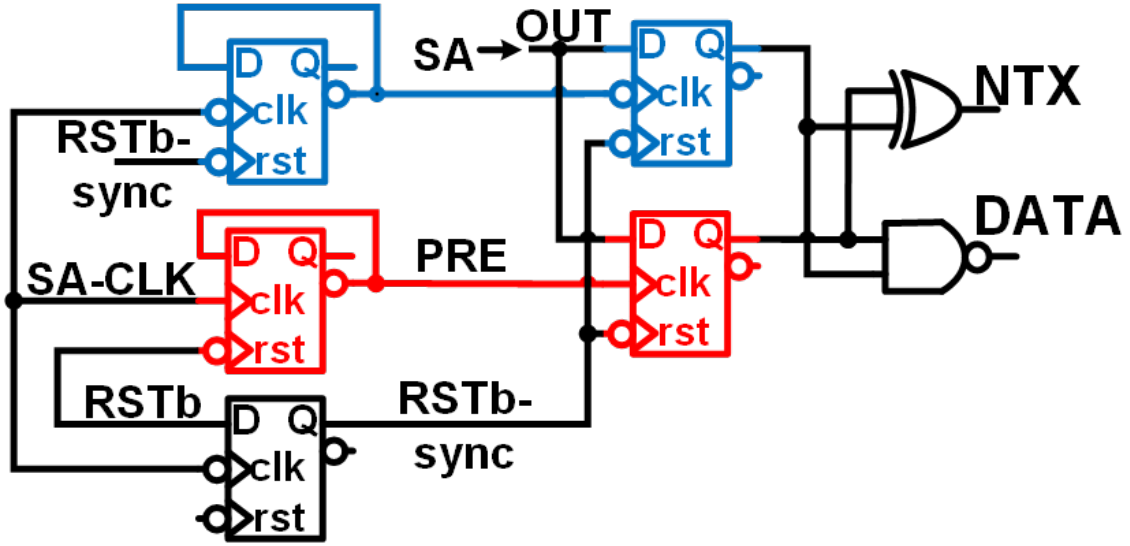 OUT
SA
D Q
clk
rst
RSTb-
sync
D Q
clk
rst
NTX
DATA
SA-CLK
D Q
clk
rst
PRE
D Q
clk
rst
RSTb
D Q
clk
rst
RSTb-
sync